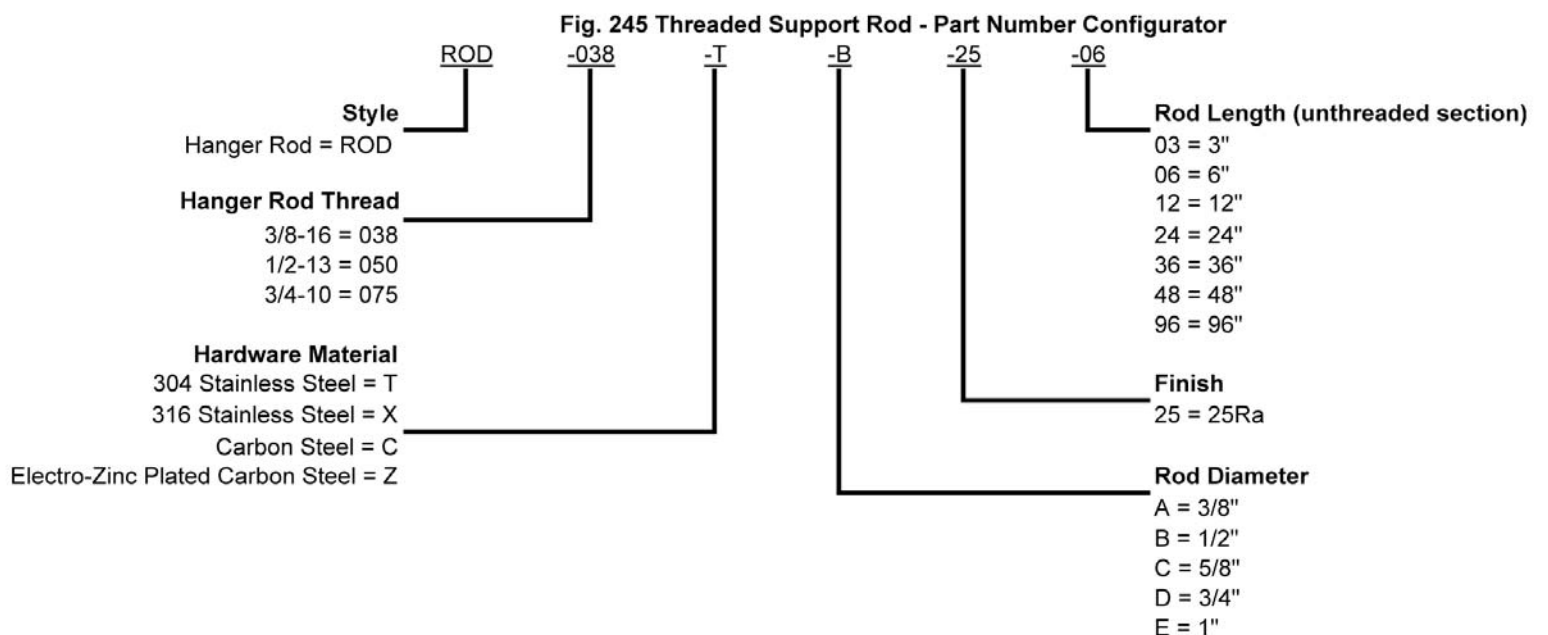 Fig. 245 Threaded Support Rod - Part Number Configurator
ROD -038 -T -B -25 -06
Style
Hanger Rod = ROD
Hanger Rod Thread
3/8-16 = 038
1/2-13 = 050
3/4-10 = 075
Hardware Material
304 Stainless Steel = T
316 Stainless Steel = X
Carbon Steel = C
Electro-Zinc Plated Carbon Steel = Z
Rod Length (unthreaded section)
03 = 3"
06 = 6"
12 = 12"
24 = 24"
36 = 36"
48 = 48"
96 = 96"
Finish
25 = 25Ra
Rod Diameter
A = 3/8"
B = 1/2"
C = 5/8"
D = 3/4"
E = 1"